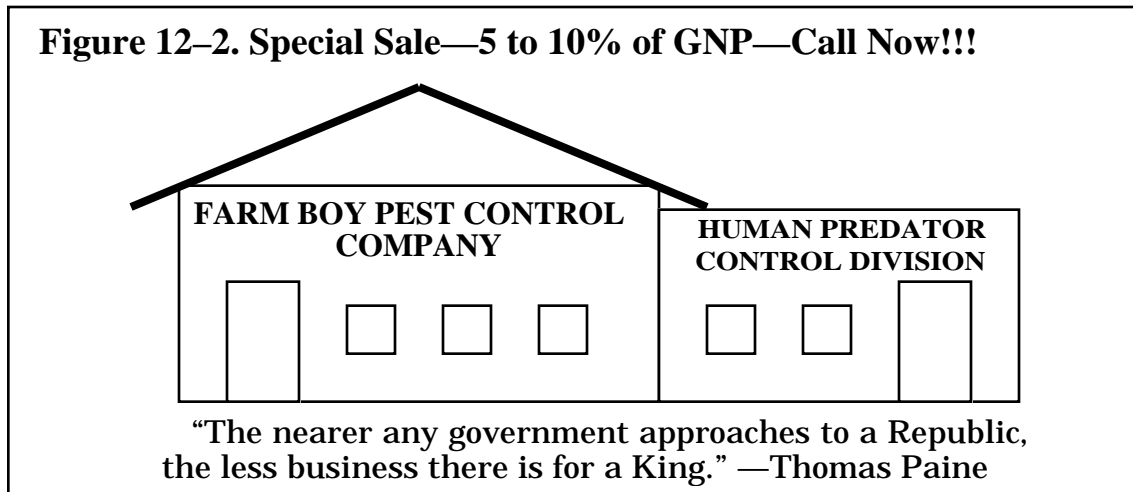 Figure 12–2. Special Sale—5 to 10% of GNP—Call Now!!!
FARM BOY PEST CONTROL
COMPANY
HUMAN PREDATOR
CONTROL DIVISION
“The nearer any government approaches to a Republic,
the less business there is for a King.” —Thomas Paine